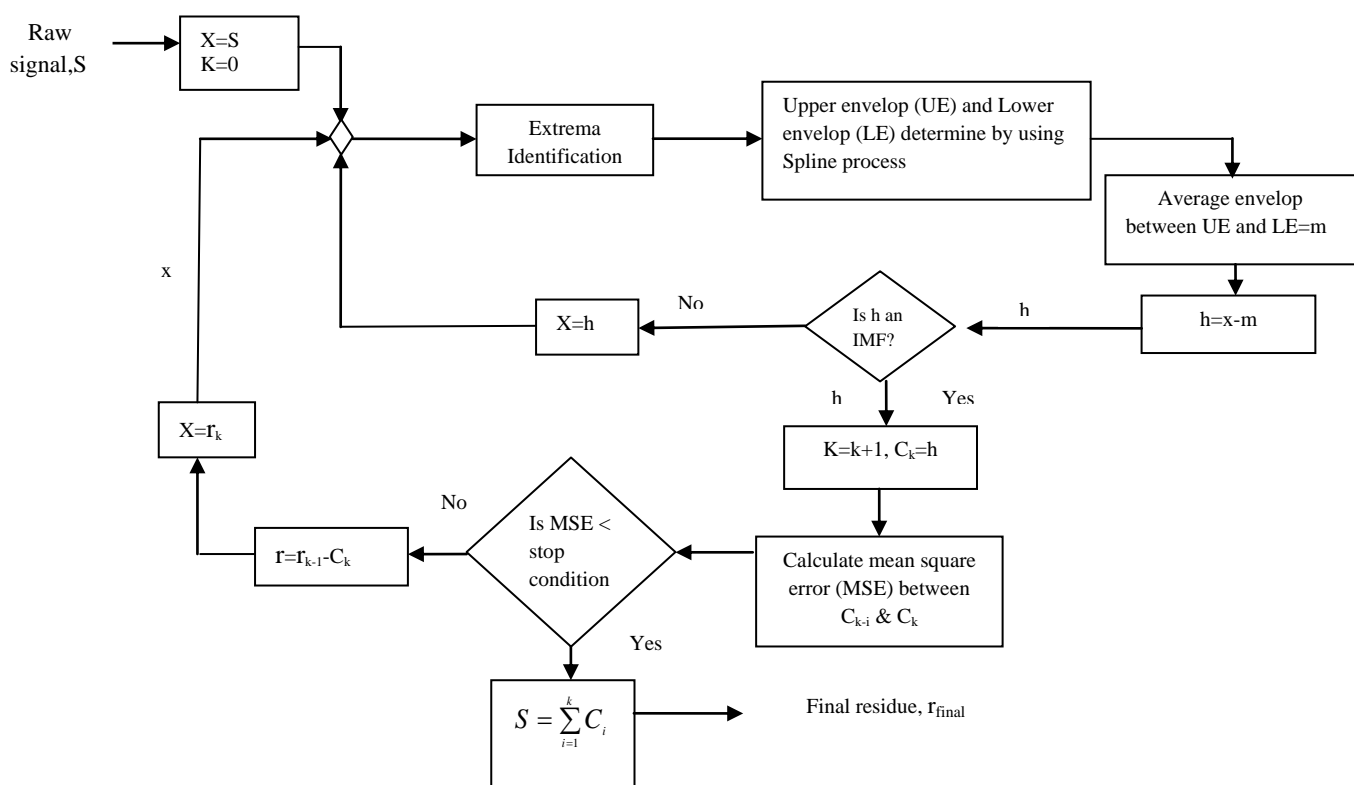 Raw
signal,S
X=S
K=0
Extrema
Identification
Upper envelop (UE) and Lower
envelop (LE) determine by using
Spline process
Average envelop
between UE and LE=m
h=x-m
h
Is h an
IMF?
No
X=h
x
h
Yes
K=k+1, Cₖ=h
Calculate mean square
error (MSE) between
Cₖ₋ᵢ & Cₖ
Is MSE <
stop
condition
No
r=rₖ₋₁-Cₖ
X=rₖ
Yes
S = ∑ᵢ₌₁ᵏ Cᵢ
Final residue, r_final